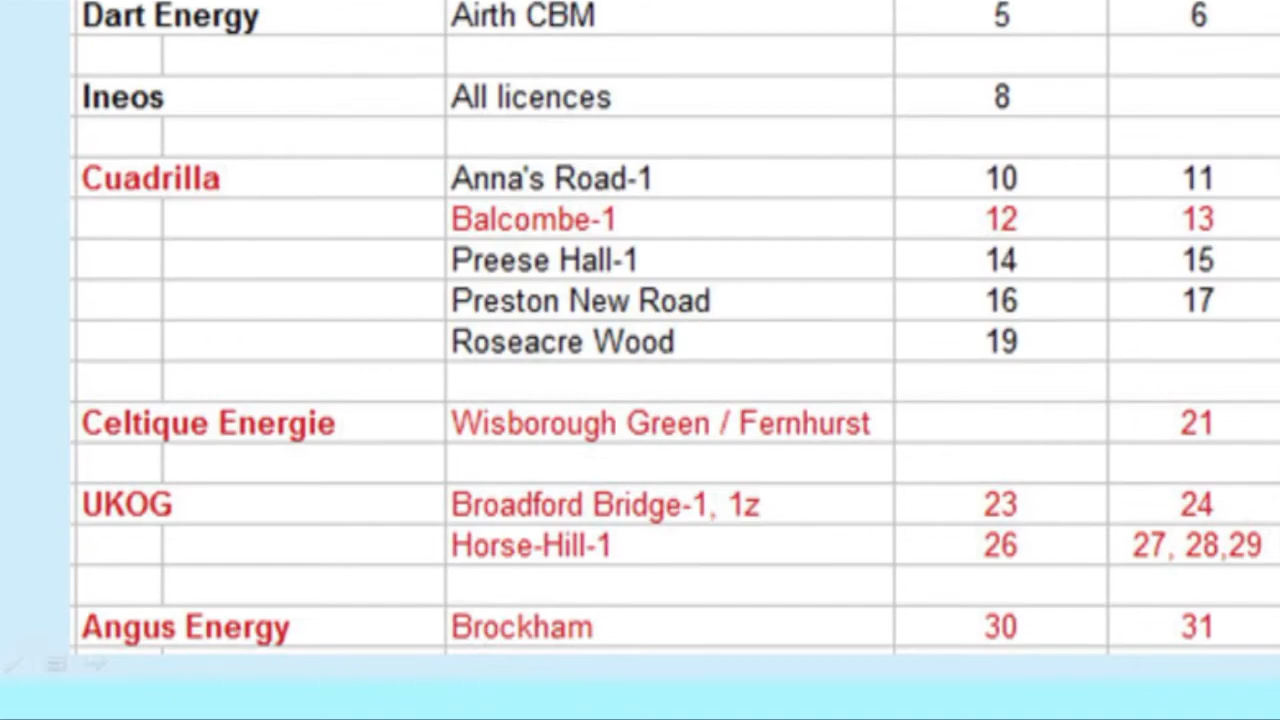 Dart Energy Airth CBM 5 6
Ineos All licences 8
Cuadrilla Anna's Road-1 10 11
Balcombe-1 12 13
Preese Hall-1 14 15
Preston New Road 16 17
Roseacre Wood 19
Celtique Energie Wisborough Green / Fernhurst 21
UKOG Broadford Bridge-1, 1z 23 24
Horse-Hill-1 26 27, 28,29
Angus Energy Brockham 30 31